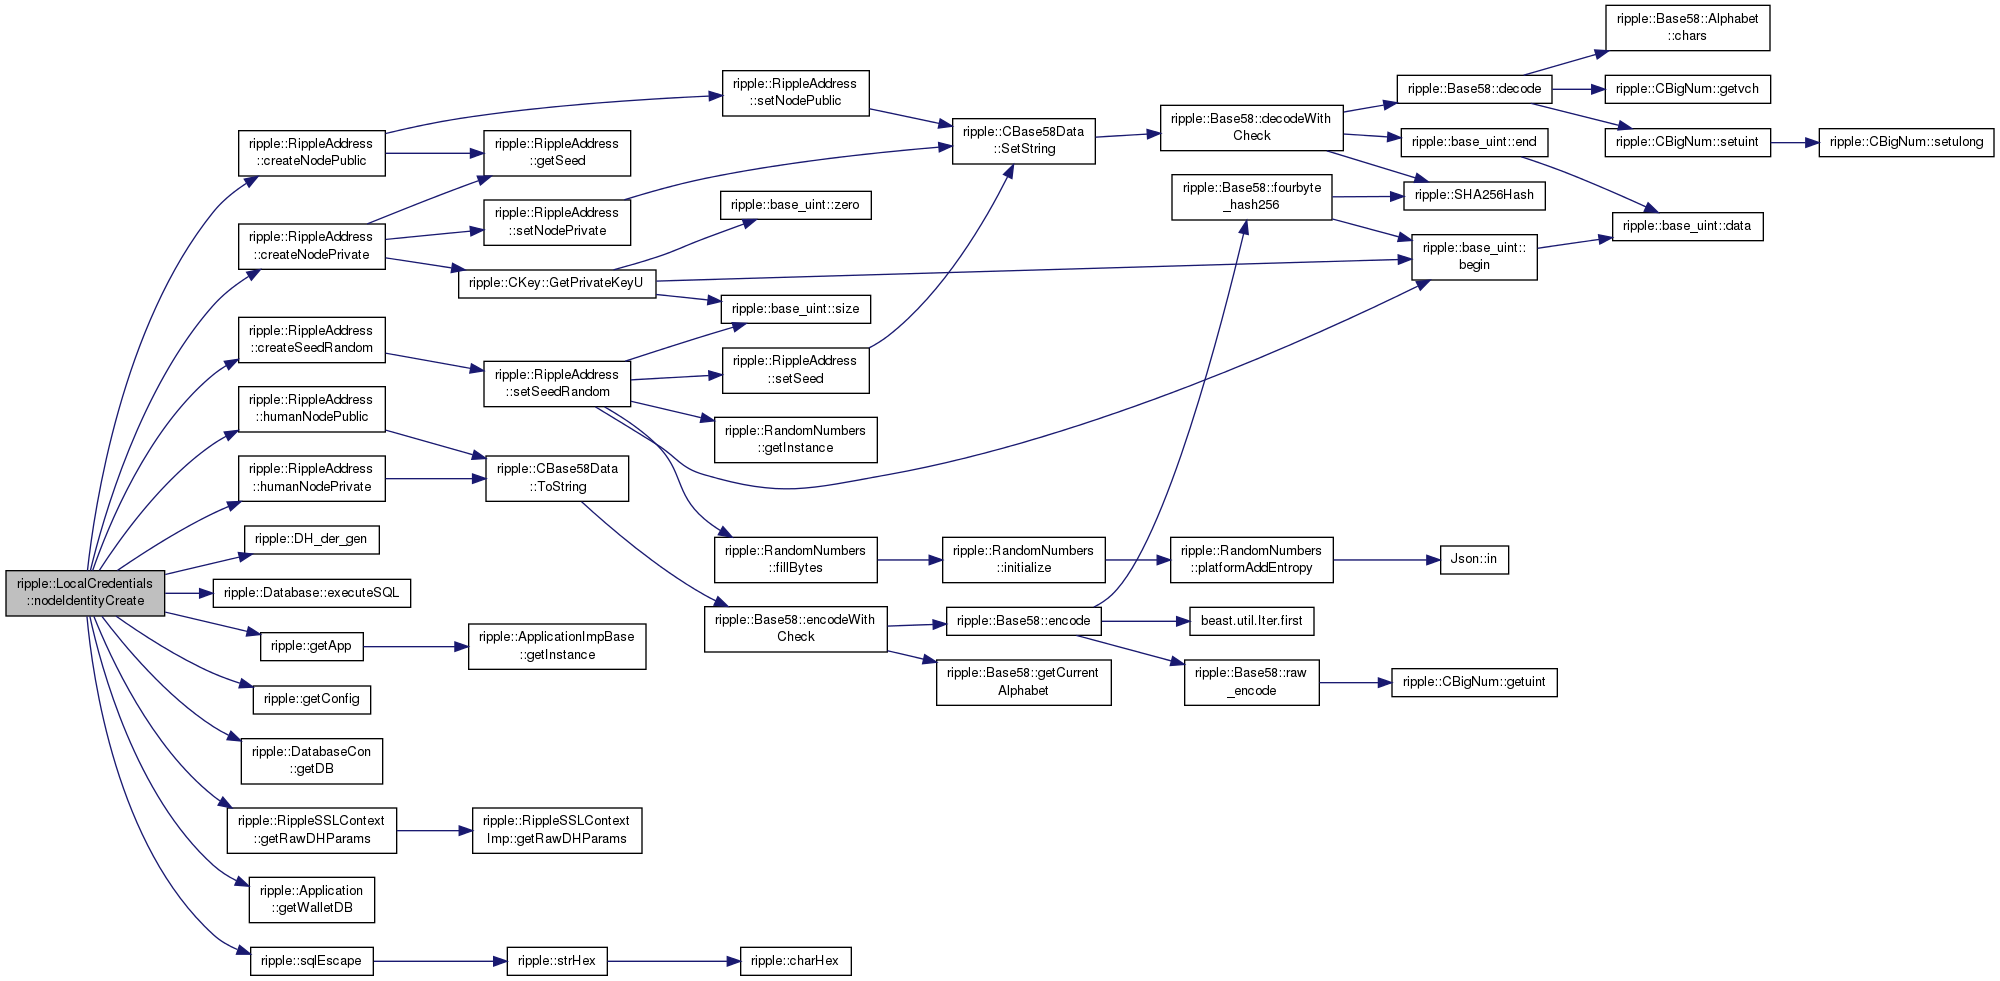 ripple::LocalCredentials
::nodeIdentityCreate
ripple::RippleAddress
::createNodePublic
ripple::RippleAddress
::createNodePrivate
ripple::RippleAddress
::createSeedRandom
ripple::RippleAddress
::humanNodePublic
ripple::RippleAddress
::humanNodePrivate
ripple::DH_der_gen
ripple::Database::executeSQL
ripple::getApp
ripple::getConfig
ripple::DatabaseCon
::getDB
ripple::RippleSSLContext
::getRawDHParams
ripple::Application
::getWalletDB
ripple::sqlEscape
ripple::RippleAddress
::getSeed
ripple::RippleAddress
::setNodePrivate
ripple::CKey::GetPrivateKeyU
ripple::RippleAddress
::setSeedRandom
ripple::CBase58Data
::ToString
ripple::ApplicationImpBase
::getInstance
ripple::RippleSSLContext
Imp::getRawDHParams
ripple::strHex
ripple::RippleAddress
::setNodePublic
ripple::base_uint::zero
ripple::base_uint::size
ripple::RippleAddress
::setSeed
ripple::RandomNumbers
::getInstance
ripple::RandomNumbers
::fillBytes
ripple::Base58::encodeWith
Check
ripple::charHex
ripple::CBase58Data
::SetString
ripple::RandomNumbers
::initialize
ripple::Base58::encode
ripple::Base58::getCurrent
Alphabet
ripple::Base58::decodeWith
Check
ripple::Base58::fourbyte
_hash256
ripple::RandomNumbers
::platformAddEntropy
beast.util.Iter.first
ripple::Base58::raw
_encode
ripple::Base58::decode
ripple::base_uint::end
ripple::SHA256Hash
ripple::base_uint::
begin
Json::in
ripple::CBigNum::getuint
ripple::Base58::Alphabet
::chars
ripple::CBigNum::getvch
ripple::CBigNum::setuint
ripple::base_uint::data
ripple::CBigNum::setulong